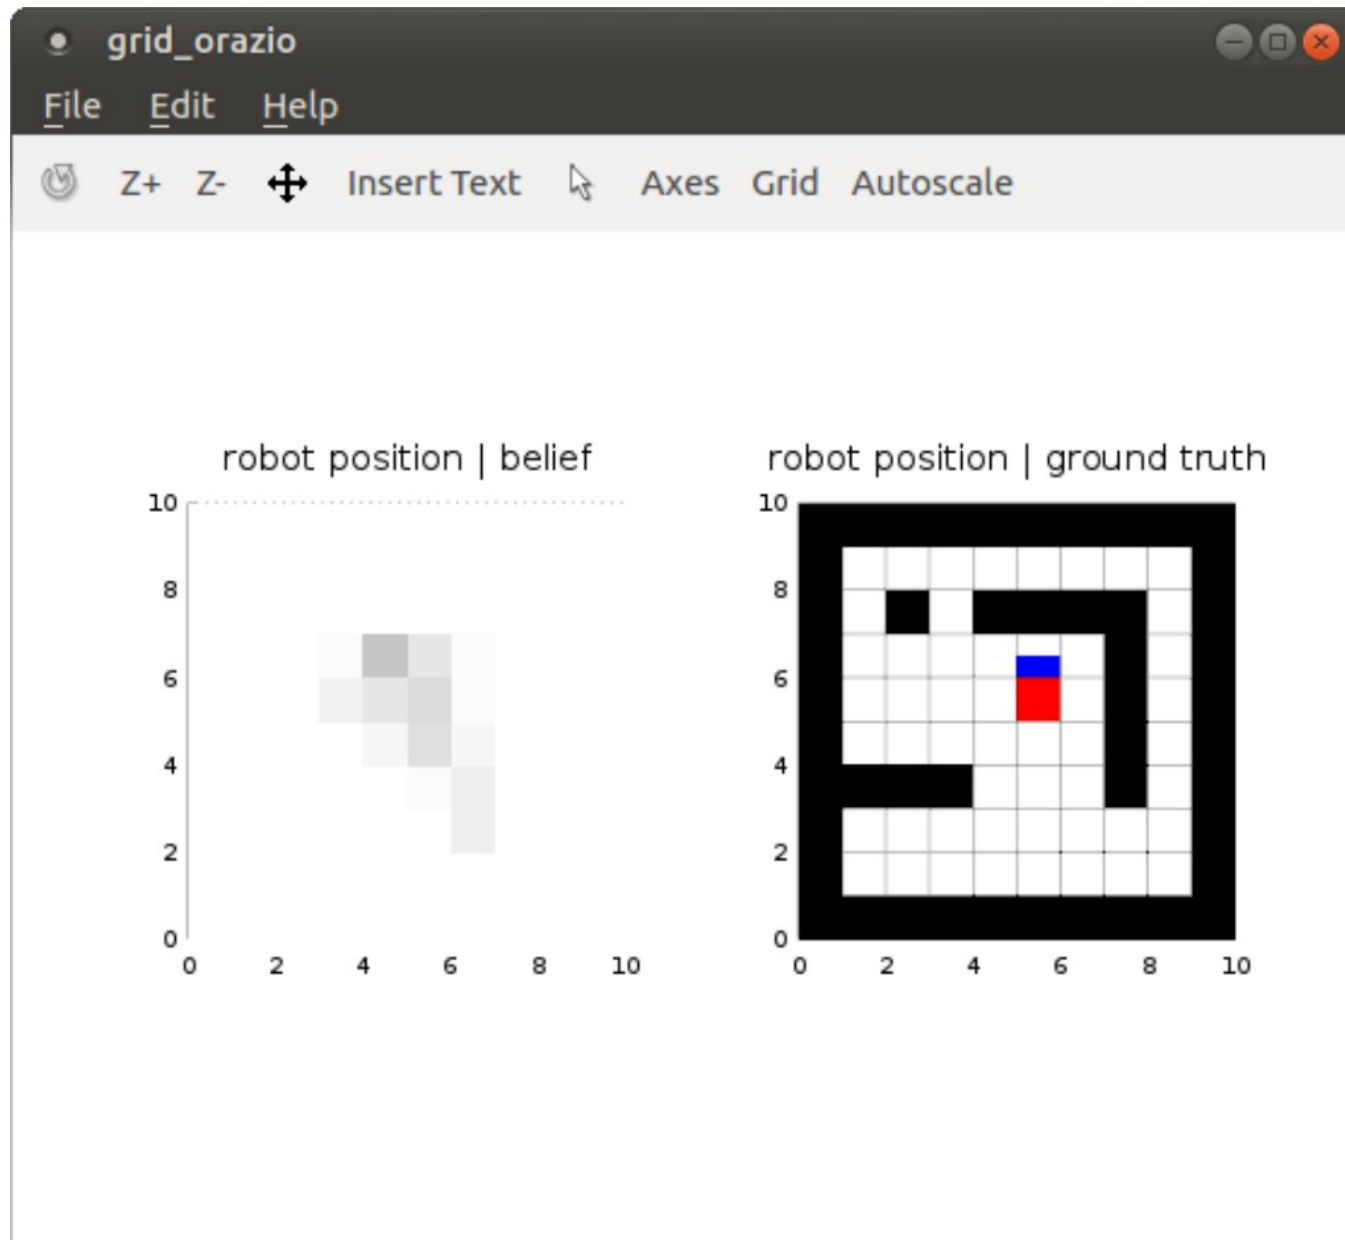 grid_orazio
File Edit Help
Z+ Z- Insert Text Axes Grid Autoscale
robot position | belief
10
8
6
4
2
0
0 2 4 6 8 10
robot position | ground truth
10
8
6
4
2
0
0 2 4 6 8 10